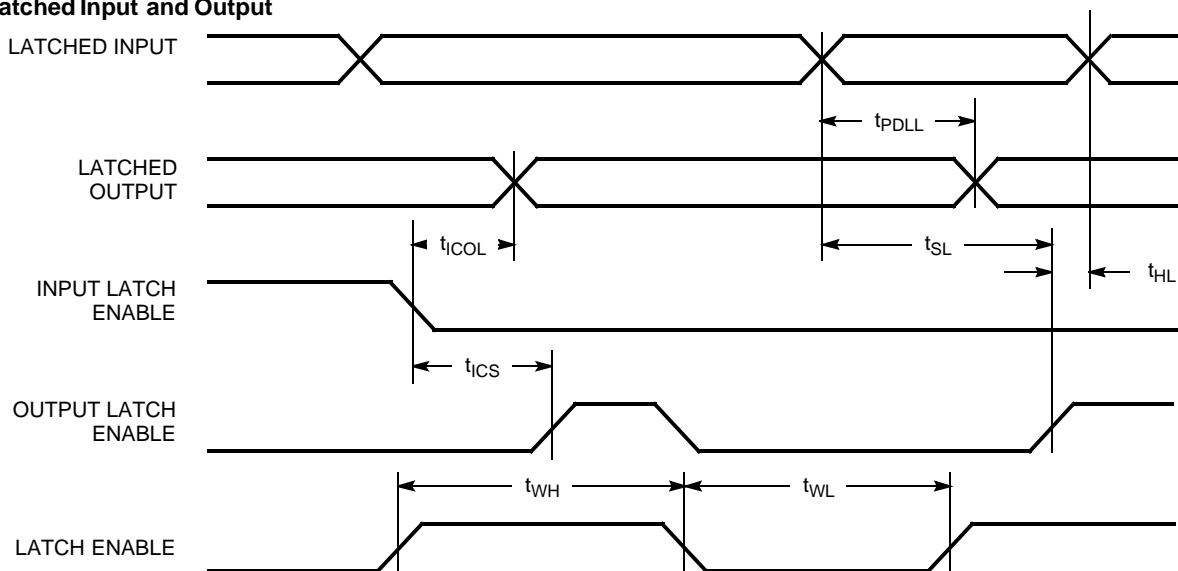 atched Input and Output
LATCHED INPUT
tPDLL
LATCHED
OUTPUT
tICOL
tSL
tHL
INPUT LATCH
ENABLE
tICS
OUTPUT LATCH
ENABLE
tWH
tWL
LATCH ENABLE